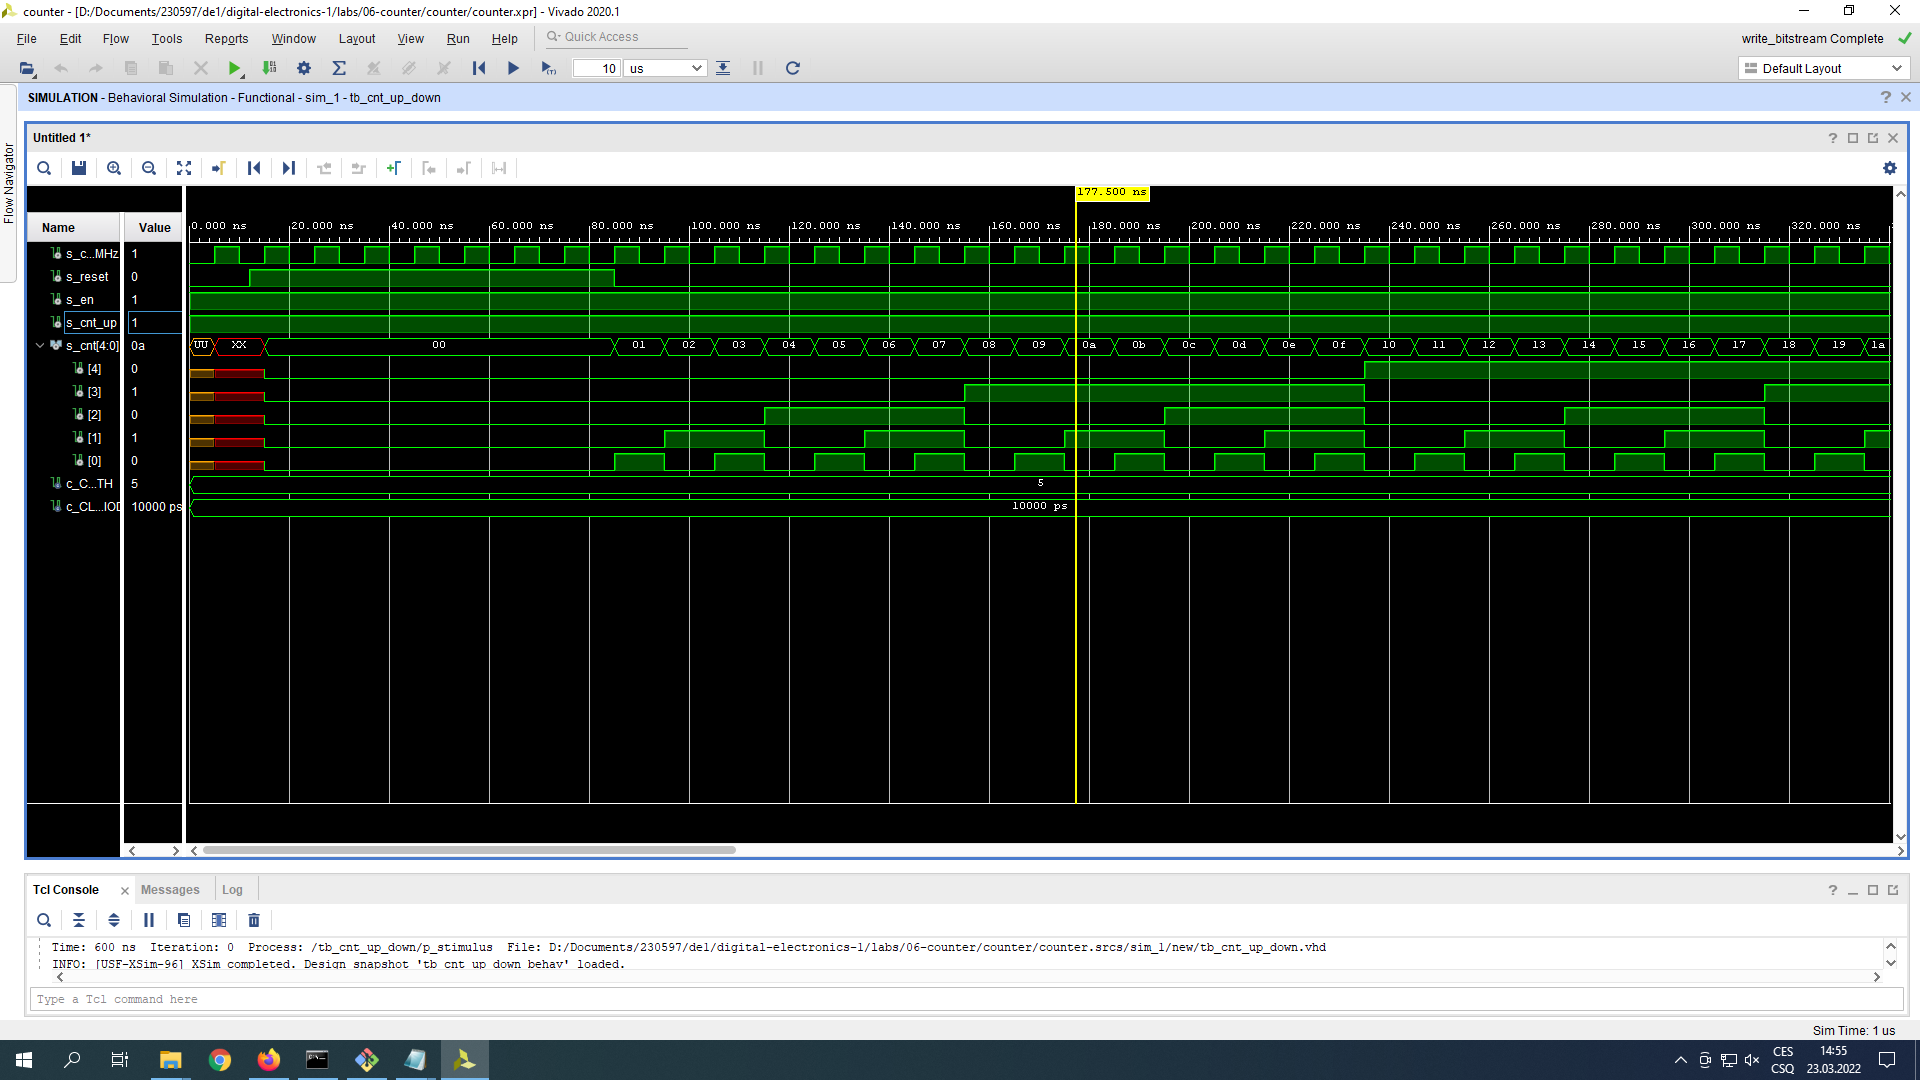 counter - [D:/Documents/230597/de1/digital-electronics-1/labs/06-counter/counter/counter.xpr] - Vivado 2020.1
File Edit Flow Tools Reports Window Layout View Run Help Quick Access write_bitstream Complete
10 us Default Layout
SIMULATION - Behavioral Simulation - Functional - sim_1 - tb_cnt_up_down
Flow Navigator
Untitled 1*
177.500 ns
Name Value 0.000 ns 20.000 ns 40.000 ns 60.000 ns 80.000 ns 100.000 ns 120.000 ns 140.000 ns 160.000 ns 180.000 ns 200.000 ns 220.000 ns 240.000 ns 260.000 ns 280.000 ns 300.000 ns 320.000 ns
s_c...MHz 1
s_reset 0
s_en 1
s_cnt_up 1
s_cnt[4:0] 0a UU XX 00 01 02 03 04 05 06 07 08 09 0a 0b 0c 0d 0e 0f 10 11 12 13 14 15 16 17 18 19 1a
[4] 0
[3] 1
[2] 0
[1] 1
[0] 0
c_C...TH 5 5
c_CL...IOD 10000 ps 10000 ps
Tcl Console Messages Log
Time: 600 ns Iteration: 0 Process: /tb_cnt_up_down/p_stimulus File: D:/Documents/230597/de1/digital-electronics-1/labs/06-counter/counter/counter.srcs/sim_1/new/tb_cnt_up_down.vhd
INFO: [USF-XSim-96] XSim completed. Design snapshot 'tb_cnt_up_down_behav' loaded.
Type a Tcl command here
Sim Time: 1 us
CES 14:55
CSQ 23.03.2022